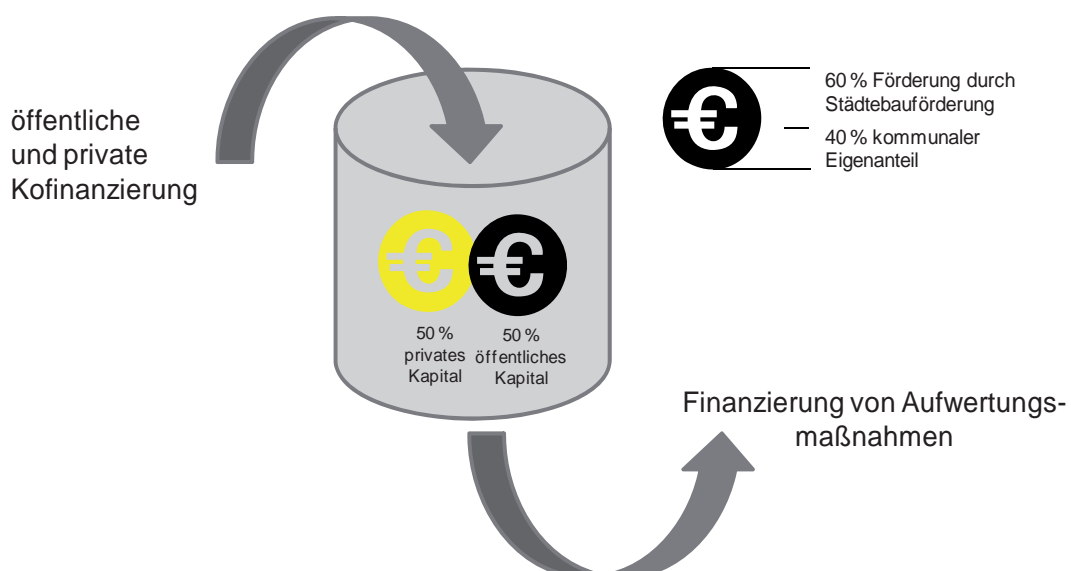 öffentliche
und private
Kofinanzierung
60 % Förderung durch
Städtebauförderung
40 % kommunaler
Eigenanteil
€
€ €
50 %
privates
Kapital
50 %
öffentliches
Kapital
Finanzierung von Aufwertungs-
maßnahmen